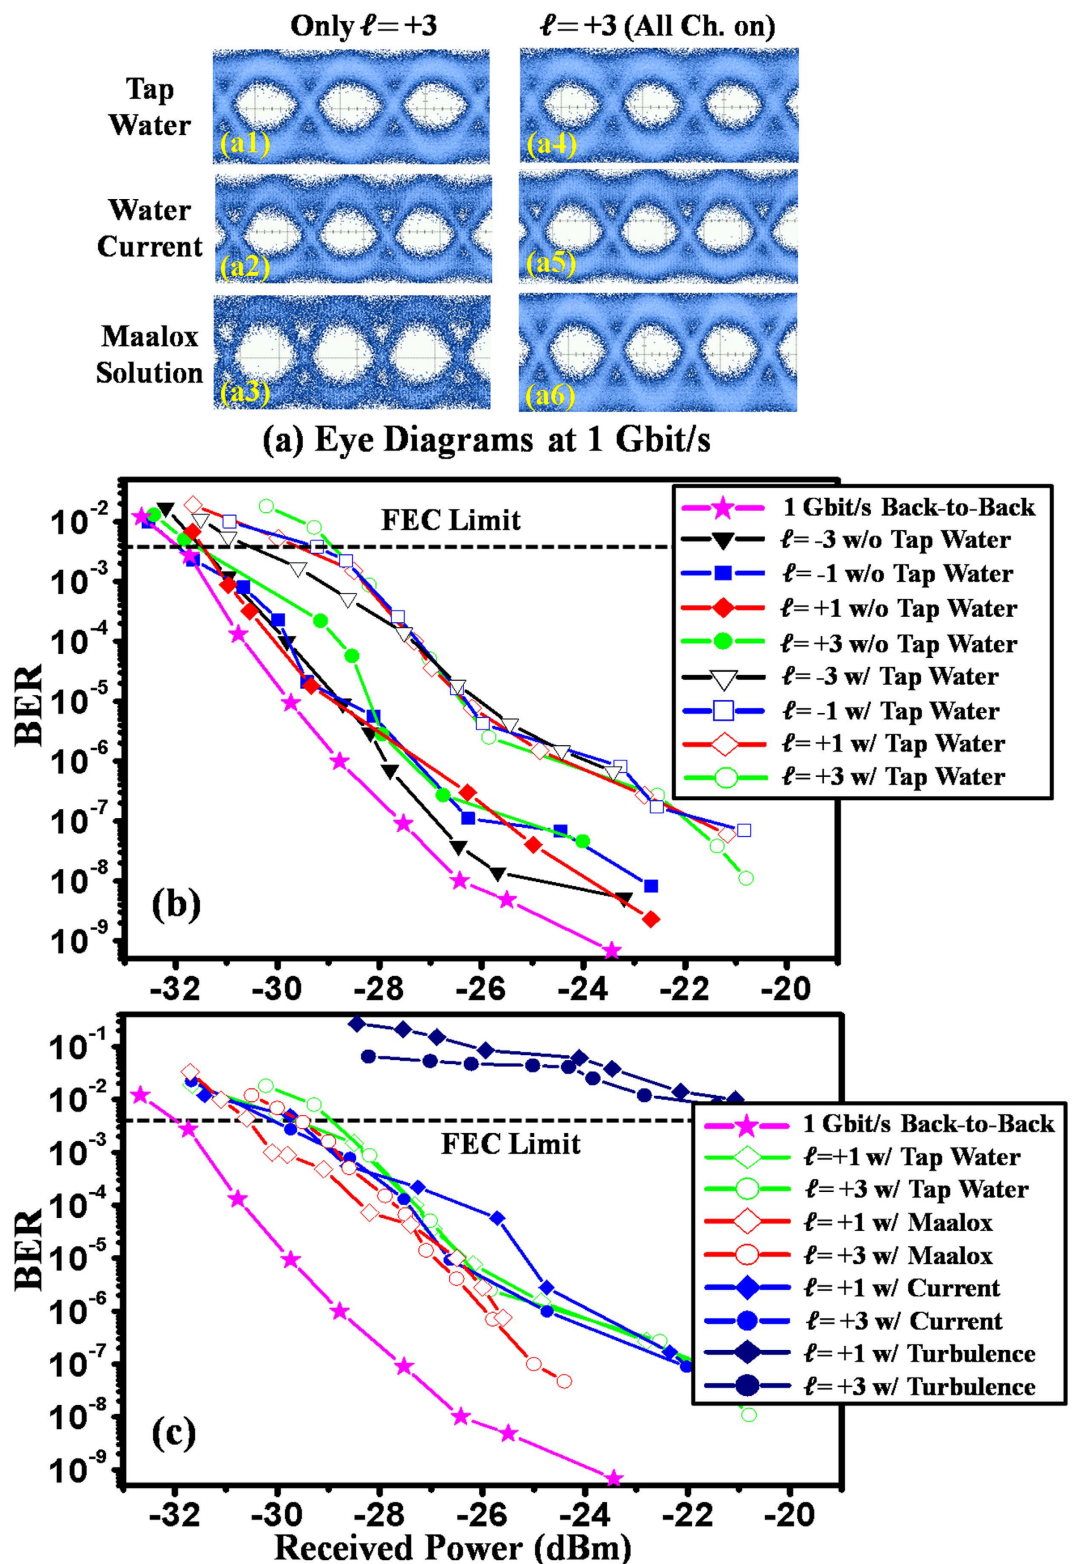 Only ℓ= +3
ℓ= +3 (All Ch. on)
Tap
Water
(a1)
(a4)
Water
Current
(a2)
(a5)
Maalox
Solution
(a3)
(a6)
(a) Eye Diagrams at 1 Gbit/s
BER
10⁻²
10⁻³
10⁻⁴
10⁻⁵
10⁻⁶
10⁻⁷
10⁻⁸
10⁻⁹
FEC Limit
1 Gbit/s Back-to-Back
ℓ= -3 w/o Tap Water
ℓ= -1 w/o Tap Water
ℓ= +1 w/o Tap Water
ℓ= +3 w/o Tap Water
ℓ= -3 w/ Tap Water
ℓ= -1 w/ Tap Water
ℓ= +1 w/ Tap Water
ℓ= +3 w/ Tap Water
(b)
-32 -30 -28 -26 -24 -22 -20
BER
10⁻¹
10⁻²
10⁻³
10⁻⁴
10⁻⁵
10⁻⁶
10⁻⁷
10⁻⁸
10⁻⁹
FEC Limit
1 Gbit/s Back-to-Back
ℓ=+1 w/ Tap Water
ℓ= +3 w/ Tap Water
ℓ= +1 w/ Maalox
ℓ= +3 w/ Maalox
ℓ= +1 w/ Current
ℓ= +3 w/ Current
ℓ= +1 w/ Turbulence
ℓ= +3 w/ Turbulence
(c)
-32 -30 -28 -26 -24 -22 -20
Received Power (dBm)